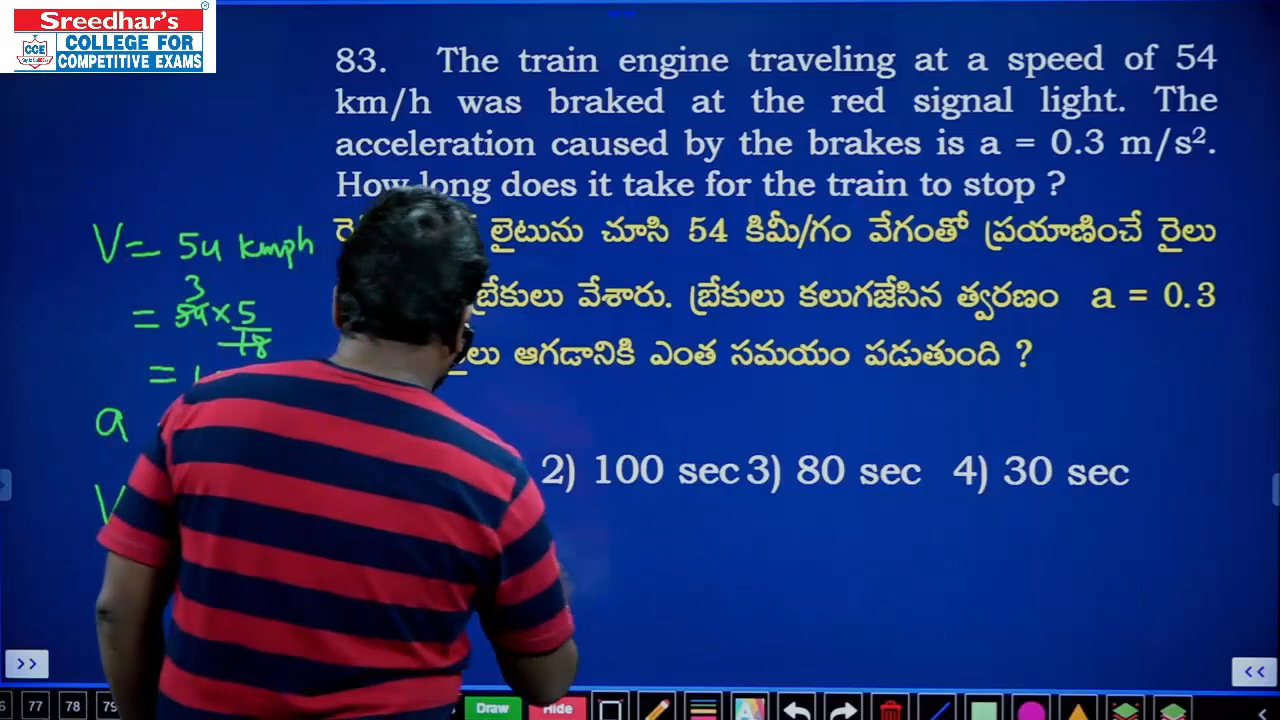 Sreedhar's
CCE
COLLEGE FOR
COMPETITIVE EXAMS
83. The train engine traveling at a speed of 54
km/h was braked at the red signal light. The
acceleration caused by the brakes is a = 0.3 m/s².
How long does it take for the train to stop ?
లైటును చూసి 54 కిమీ/గం వేగంతో ప్రయాణించే రైలు
బ్రేకులు వేశారు. బ్రేకులు కలుగజేసిన త్వరణం a = 0.3
ఆగడానికి ఎంత సమయం పడుతుంది ?
2) 100 sec 3) 80 sec 4) 30 sec
V = 54 kmph
3
= 54 × 5
18
=
a
V
>>
<<
77 78 79
Draw
Hide